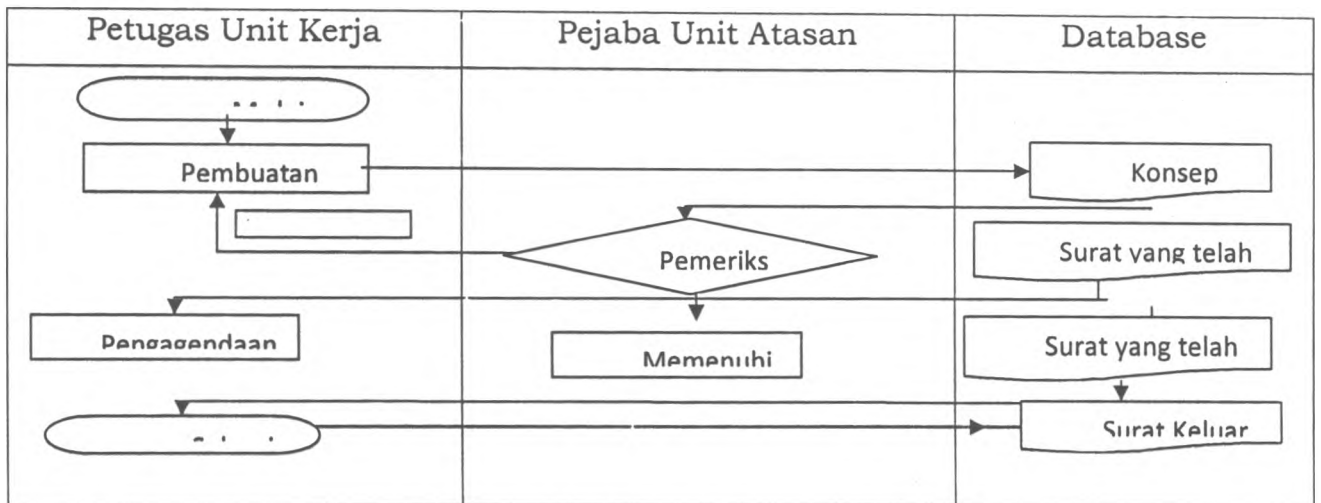 Petugas Unit Kerja
Pejaba Unit Atasan
Database
Pembuatan
Konsep
Pemeriks
Surat yang telah
Pengagendaan
Memenuhi
Surat yang telah
Surat Keluar